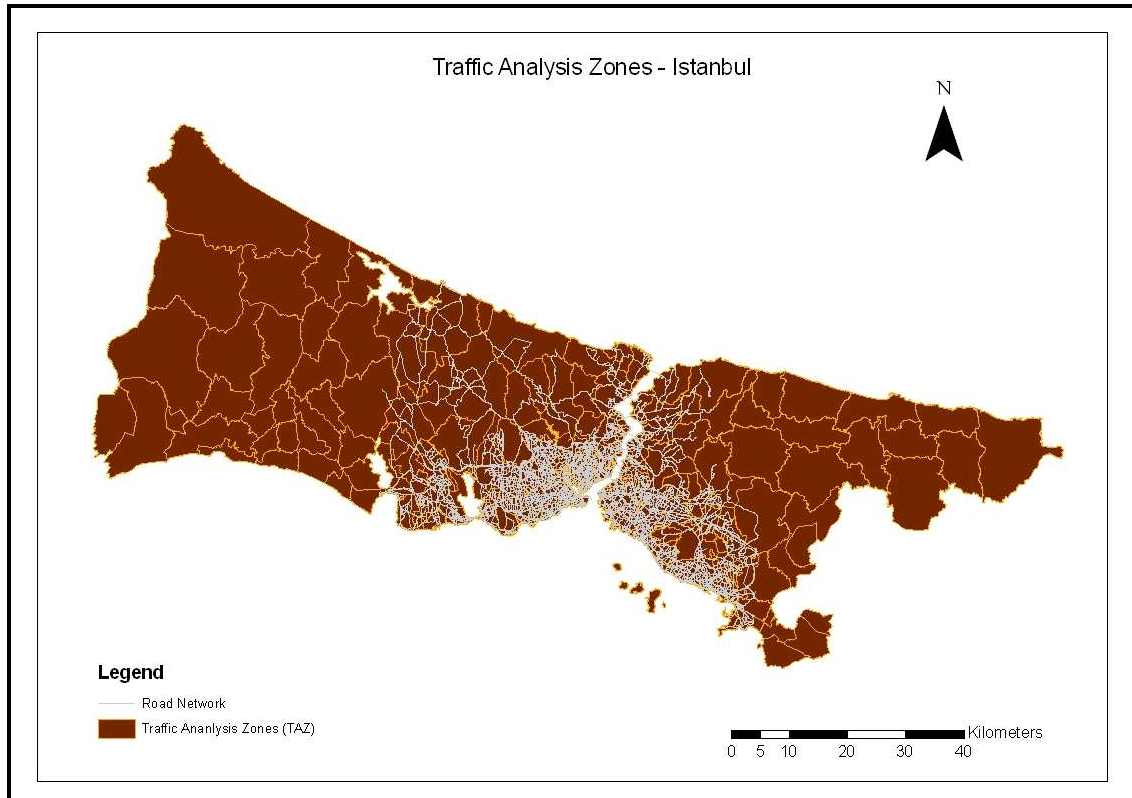 Traffic Analysis Zones - Istanbul
N
Legend
Road Network
Traffic Ananlysis Zones (TAZ)
Kilometers
0 5 10 20 30 40